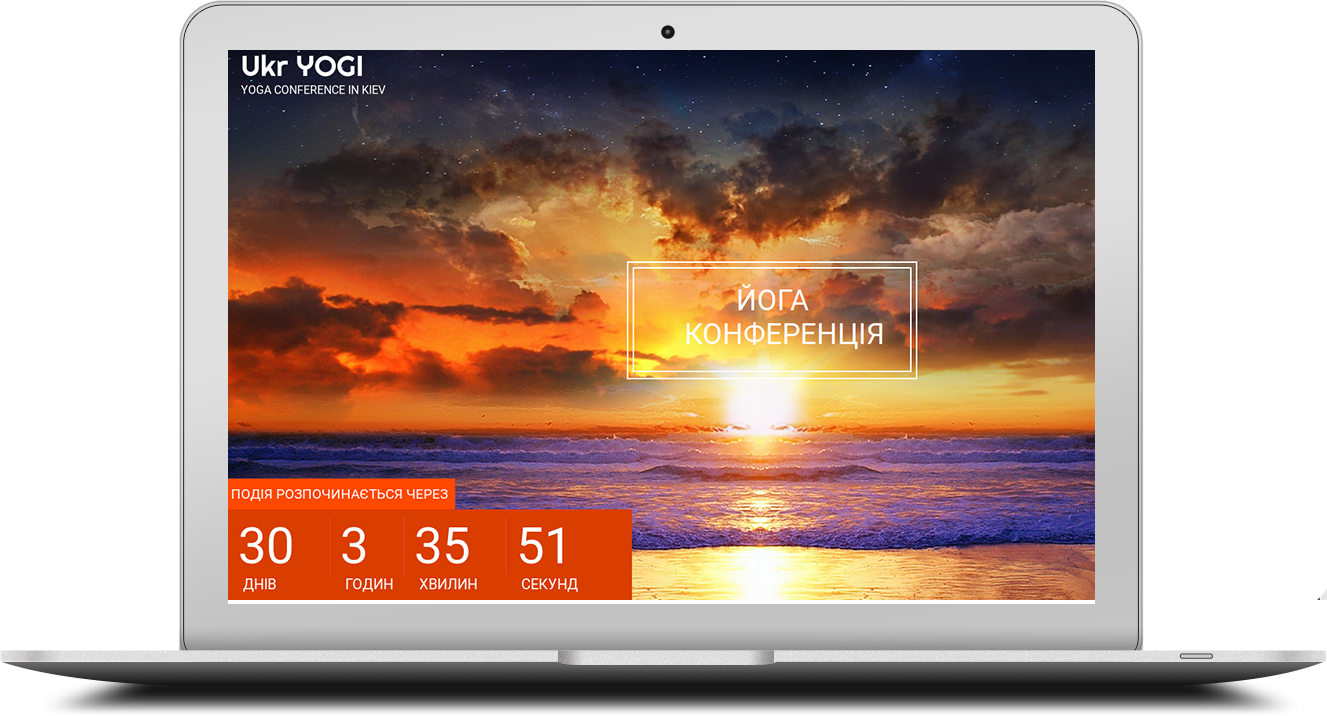 Ukr YOGI
YOGA CONFERENCE IN KIEV
ЙОГА
КОНФЕРЕНЦІЯ
ПОДІЯ РОЗПОЧИНАЄТЬСЯ ЧЕРЕЗ
30 3 35 51
ДНІВ ГОДИН ХВИЛИН СЕКУНД